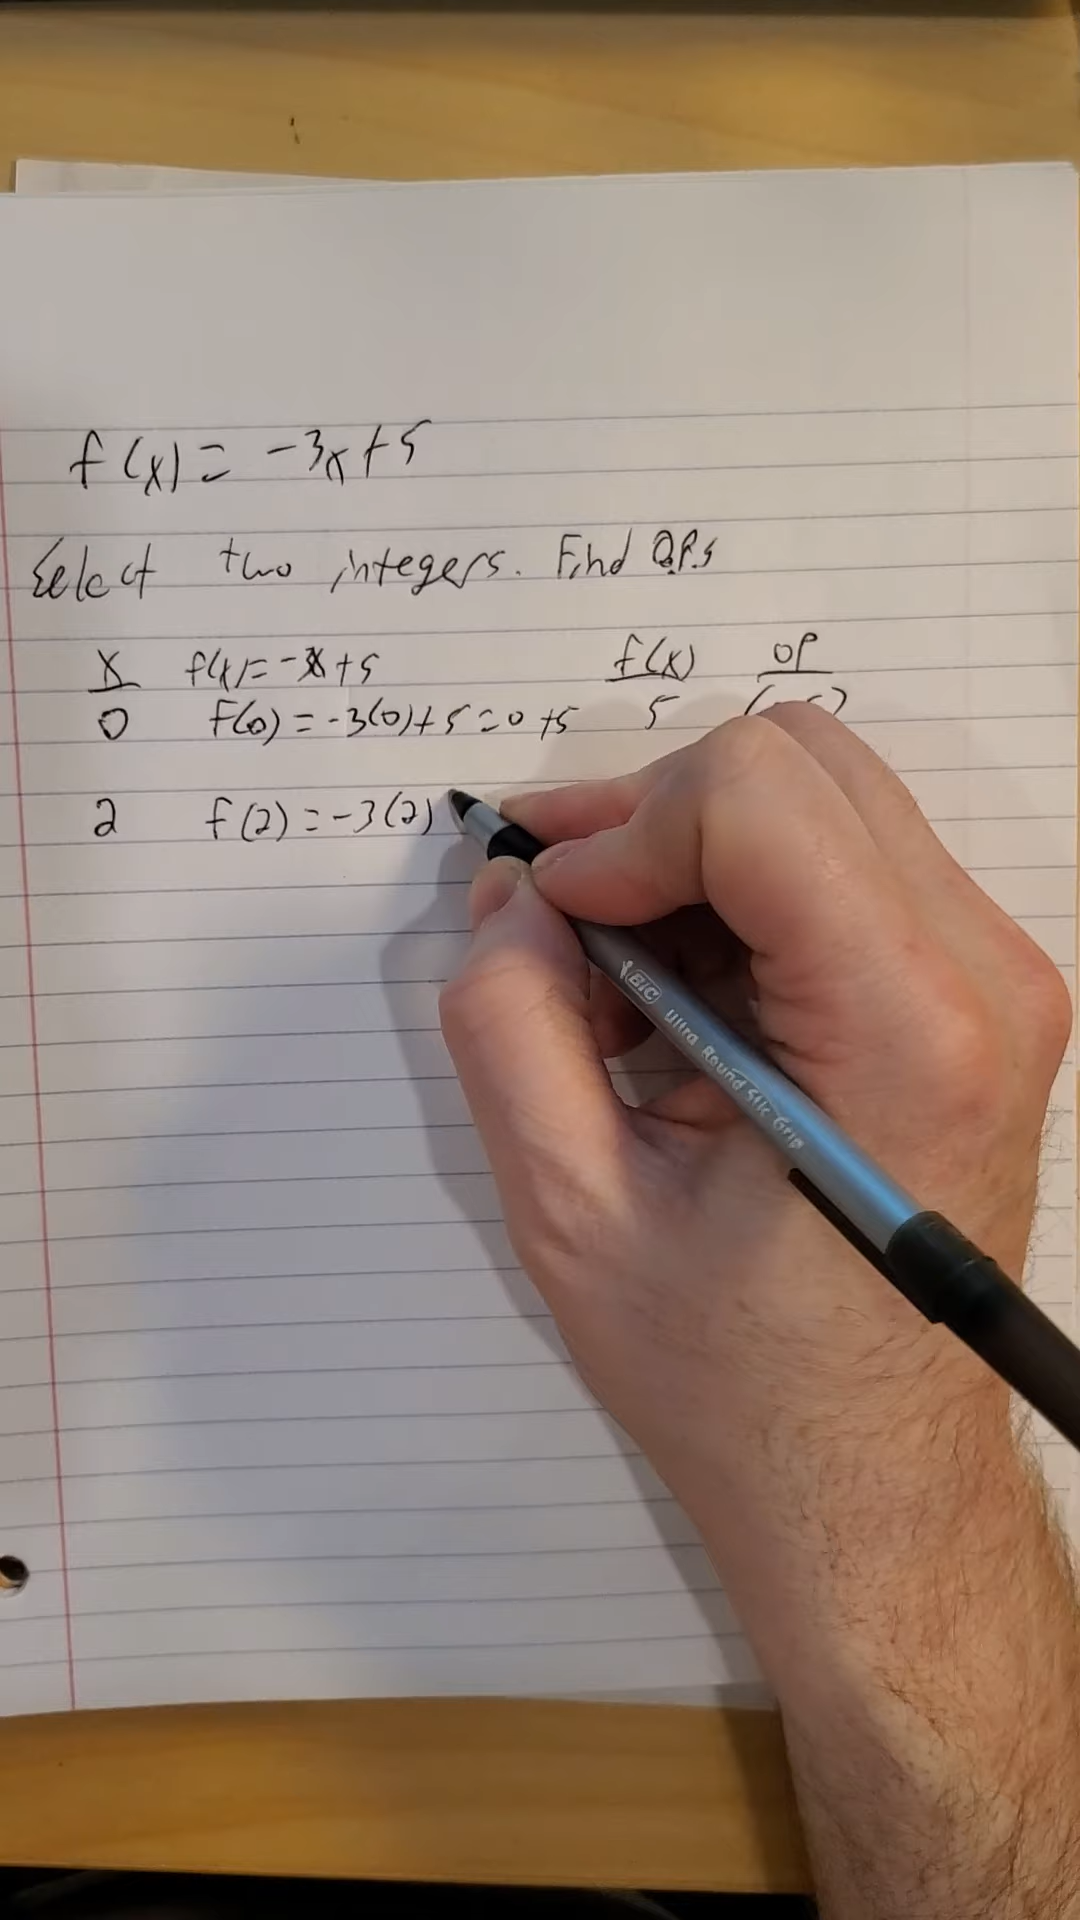 f(x) = -3x+5
Select two integers. Find O.P.s
x f(x)= -3x+5 f(x) OP
0 f(0) = -3(0)+5 = 0+5 5
2 f(2) = -3(2)
BIC Ultra Round Stic Grip